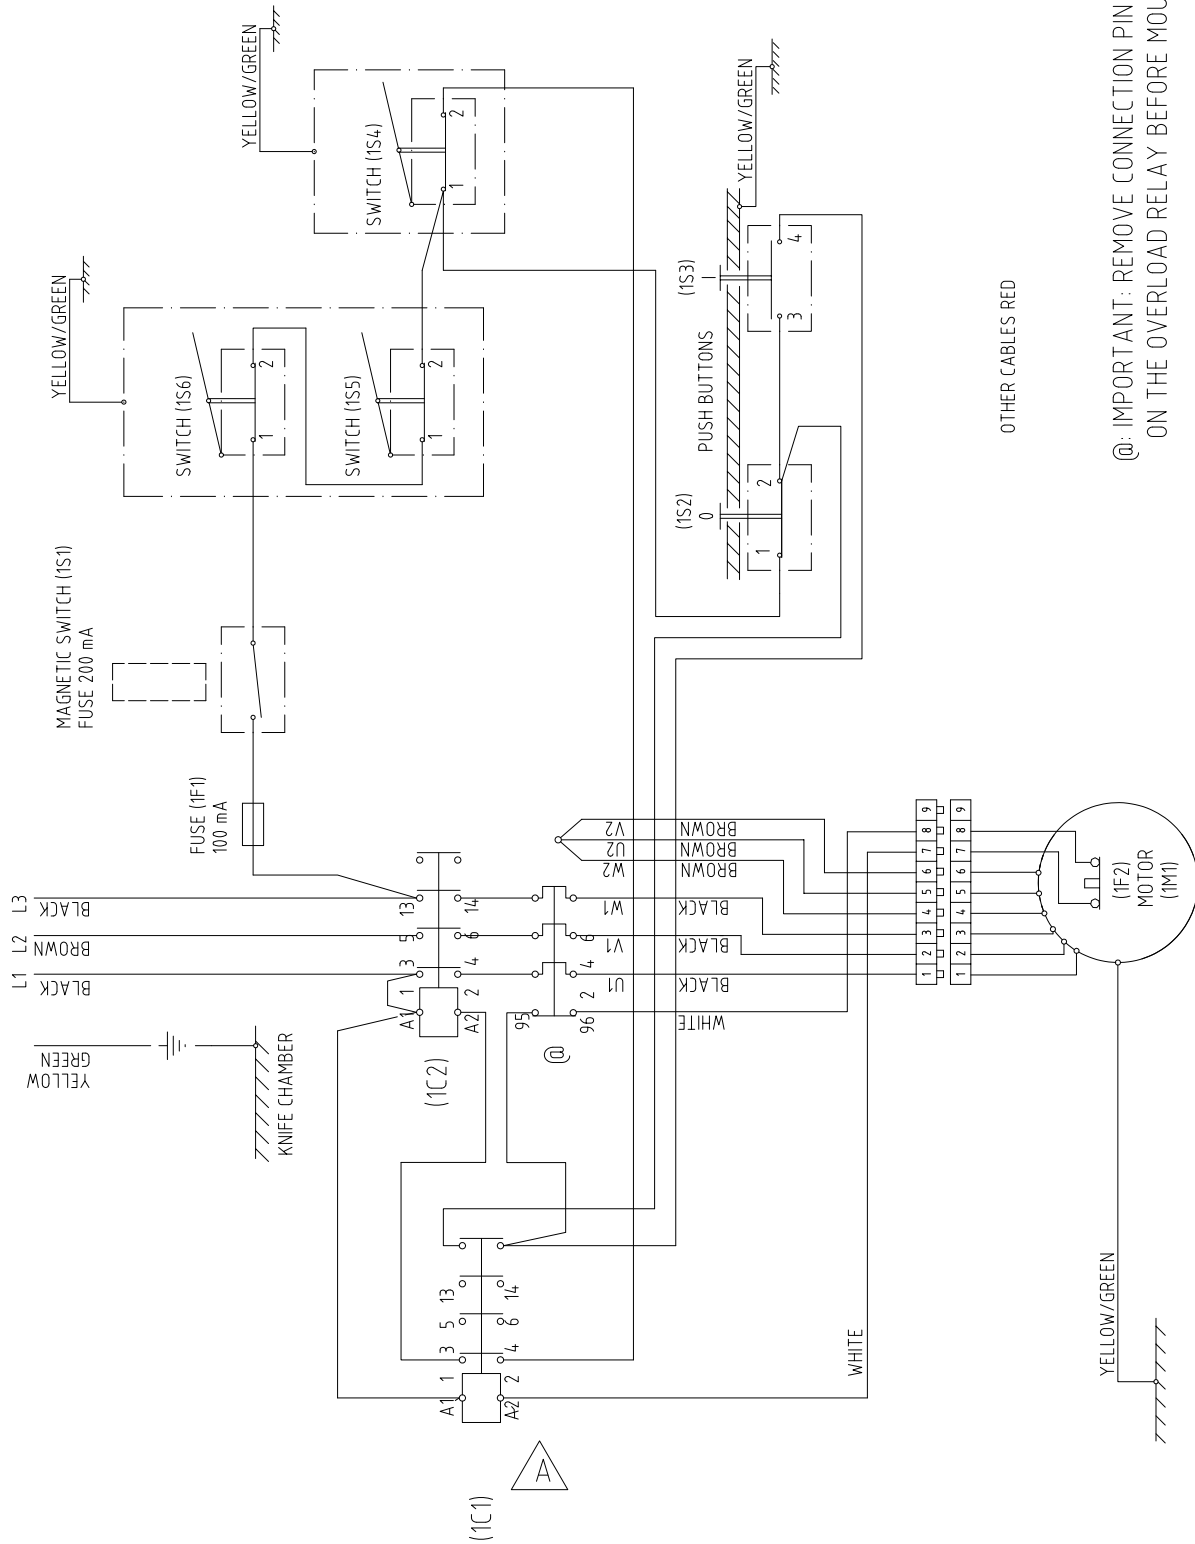 L1
L2
L3
BLACK
BROWN
BLACK
YELLOW
GREEN
KNIFE CHAMBER
FUSE (1F1)
100 mA
MAGNETIC SWITCH (1S1)
FUSE 200 mA
YELLOW/GREEN
SWITCH (1S6)
1
2
SWITCH (1S5)
1
2
YELLOW/GREEN
SWITCH (1S4)
1
2
(1C2)
A1
1
3
5
13
A2
2
4
6
14
@
95
96
2
4
6
U1
V1
W1
W2
U2
V2
WHITE
BLACK
BLACK
BLACK
BROWN
BROWN
BROWN
(1C1)
A
A1
1
3
5
13
A2
2
4
6
14
PUSH BUTTONS
(1S2)
0
1
2
(1S3)
I
3
4
YELLOW/GREEN
WHITE
1 2 3 4 5 6 7 8 9
1 2 3 4 5 6 7 8 9
(1F2)
MOTOR
(1M1)
YELLOW/GREEN
OTHER CABLES RED
@: IMPORTANT: REMOVE CONNECTION PIN
ON THE OVERLOAD RELAY BEFORE MOU